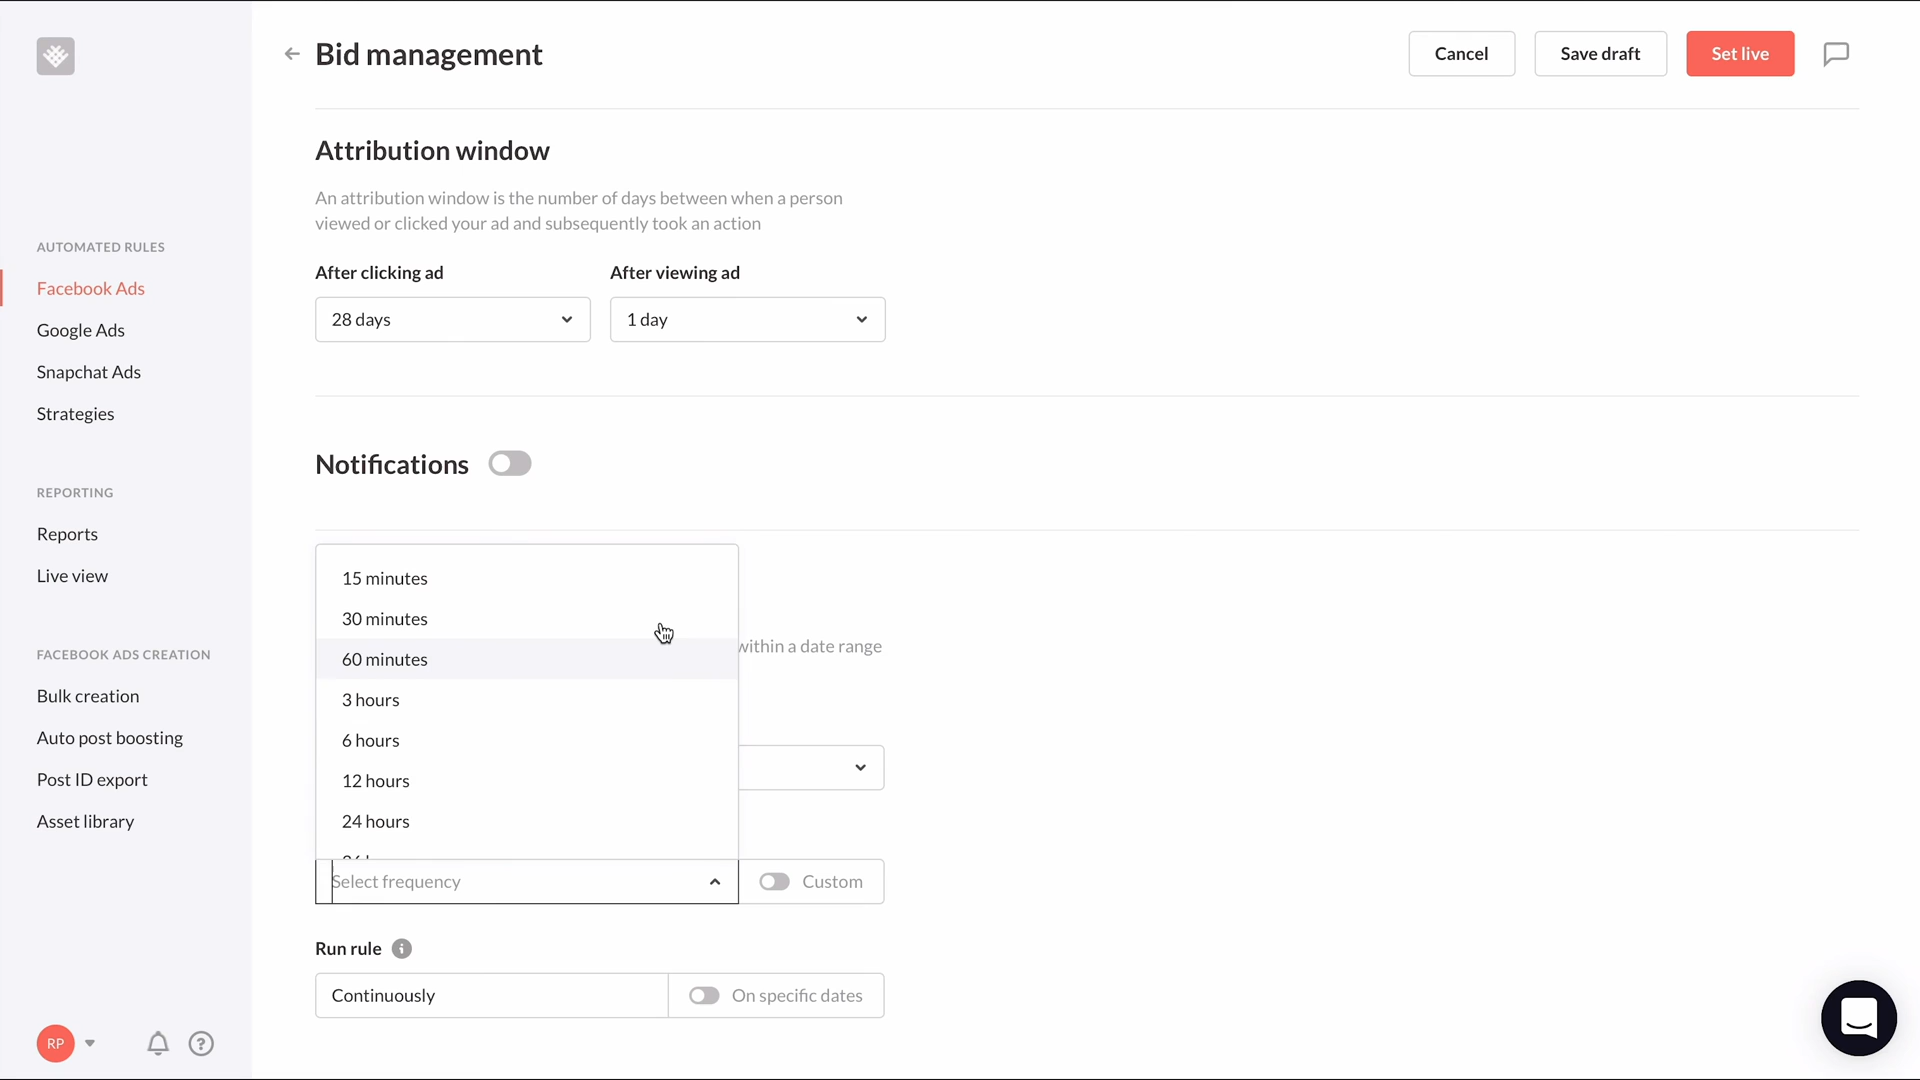 Bid management
Cancel
Save draft
Set live
AUTOMATED RULES
Facebook Ads
Google Ads
Snapchat Ads
Strategies
REPORTING
Reports
Live view
FACEBOOK ADS CREATION
Bulk creation
Auto post boosting
Post ID export
Asset library
RP
Attribution window
An attribution window is the number of days between when a person
viewed or clicked your ad and subsequently took an action
After clicking ad
After viewing ad
28 days
1 day
Notifications
15 minutes
30 minutes
within a date range
60 minutes
3 hours
6 hours
12 hours
24 hours
Select frequency
Custom
Run rule
Continuously
On specific dates